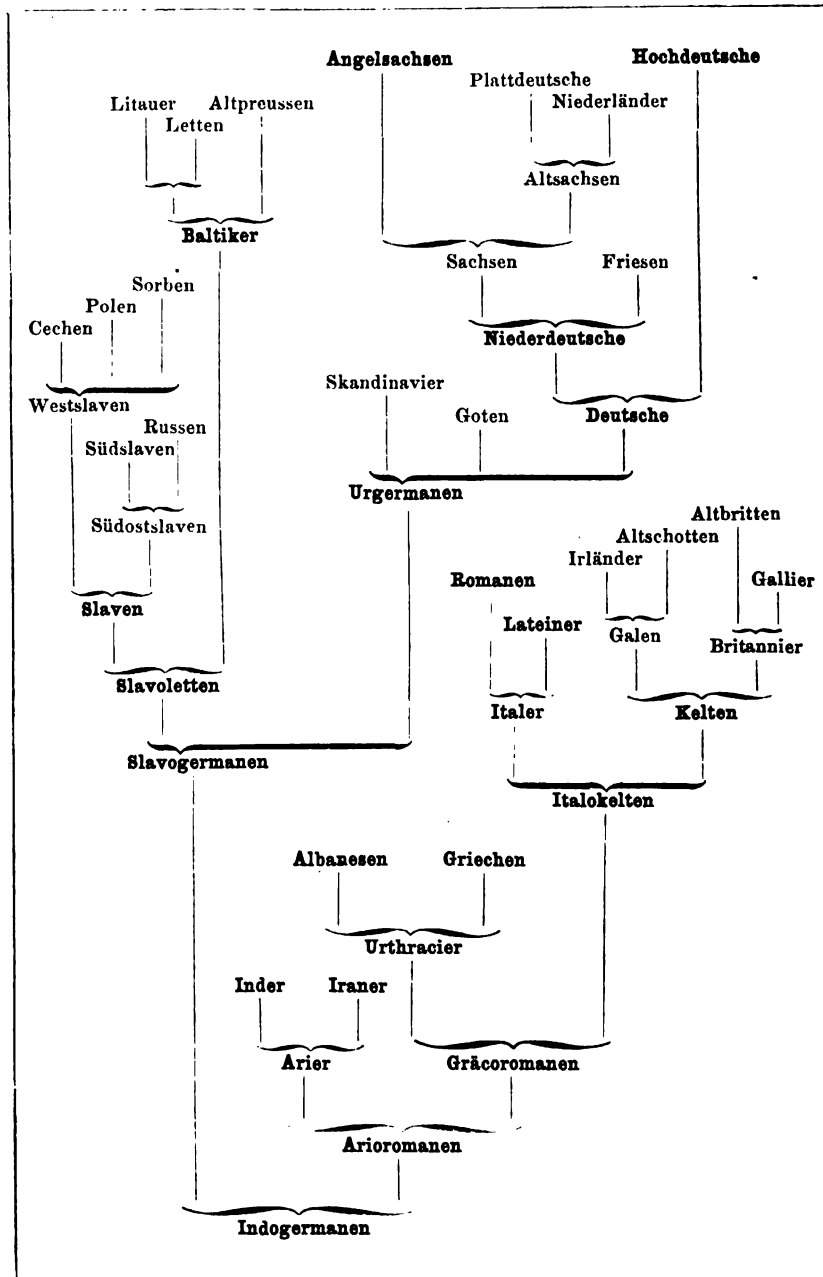 Angelsachsen Hochdeutsche
Plattdeutsche
Litauer Altpreussen Niederländer
Letten
Altsachsen
Baltiker
Sachsen Friesen
Sorben
Polen
Cechen Niederdeutsche
Skandinavier
Westslaven Goten Deutsche
Russen
Südslaven
Urgermanen
Altbritten
Südostslaven Altschotten
Irländer
Romanen Gallier
Slaven
Lateiner Galen
Britannier
Slavoletten
Italer Kelten
Slavogermanen
Italokelten
Albanesen Griechen
Urthracier
Inder Iraner
Arier Gräcoromanen
Arioromanen
Indogermanen